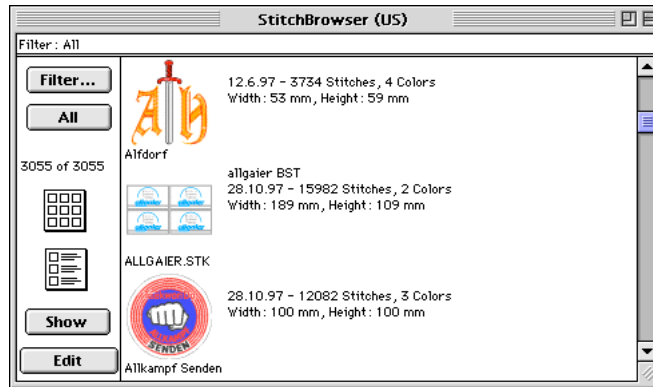 StitchBrowser (US)
Filter: All
Filter...
All
3055 of 3055
Show
Edit
12.6.97 - 3734 Stitches, 4 Colors
Width: 53 mm, Height: 59 mm
Alfdorf
allgaier BST
28.10.97 - 15982 Stitches, 2 Colors
Width: 189 mm, Height: 109 mm
ALLGAIER.STK
28.10.97 - 12082 Stitches, 3 Colors
Width: 100 mm, Height: 100 mm
SENDEN
Allkampf Senden